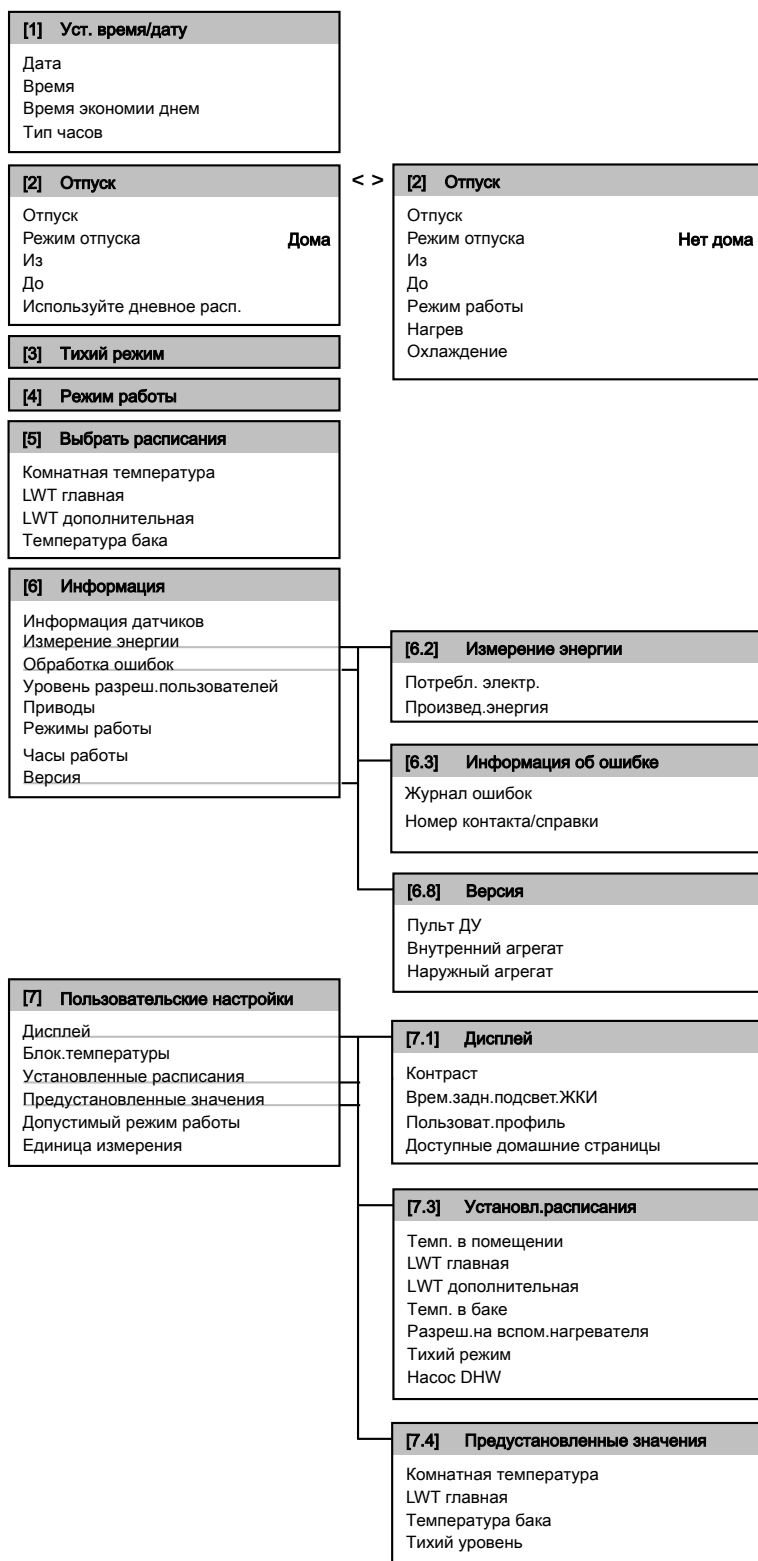 [1] Уст. время/дату
Дата
Время
Время экономии днем
Тип часов
[2] Отпуск
Отпуск
Режим отпуска Дома
Из
До
Используйте дневное расп.
< >
[2] Отпуск
Отпуск
Режим отпуска Нет дома
Из
До
Режим работы
Нагрев
Охлаждение
[3] Тихий режим
[4] Режим работы
[5] Выбрать расписания
Комнатная температура
LWT главная
LWT дополнительная
Температура бака
[6] Информация
Информация датчиков
Измерение энергии
Обработка ошибок
Уровень разреш.пользователей
Приводы
Режимы работы
Часы работы
Версия
[6.2] Измерение энергии
Потребл. электр.
Произвед.энергия
[6.3] Информация об ошибке
Журнал ошибок
Номер контакта/справки
[6.8] Версия
Пульт ДУ
Внутренний агрегат
Наружный агрегат
[7] Пользовательские настройки
Дисплей
Блок.температуры
Установленные расписания
Предустановленные значения
Допустимый режим работы
Единица измерения
[7.1] Дисплей
Контраст
Врем.задн.подсвет.ЖКИ
Пользоват.профиль
Доступные домашние страницы
[7.3] Установл.расписания
Темп. в помещении
LWT главная
LWT дополнительная
Темп. в баке
Разреш.на вспом.нагревателя
Тихий режим
Насос DHW
[7.4] Предустановленные значения
Комнатная температура
LWT главная
Температура бака
Тихий уровень